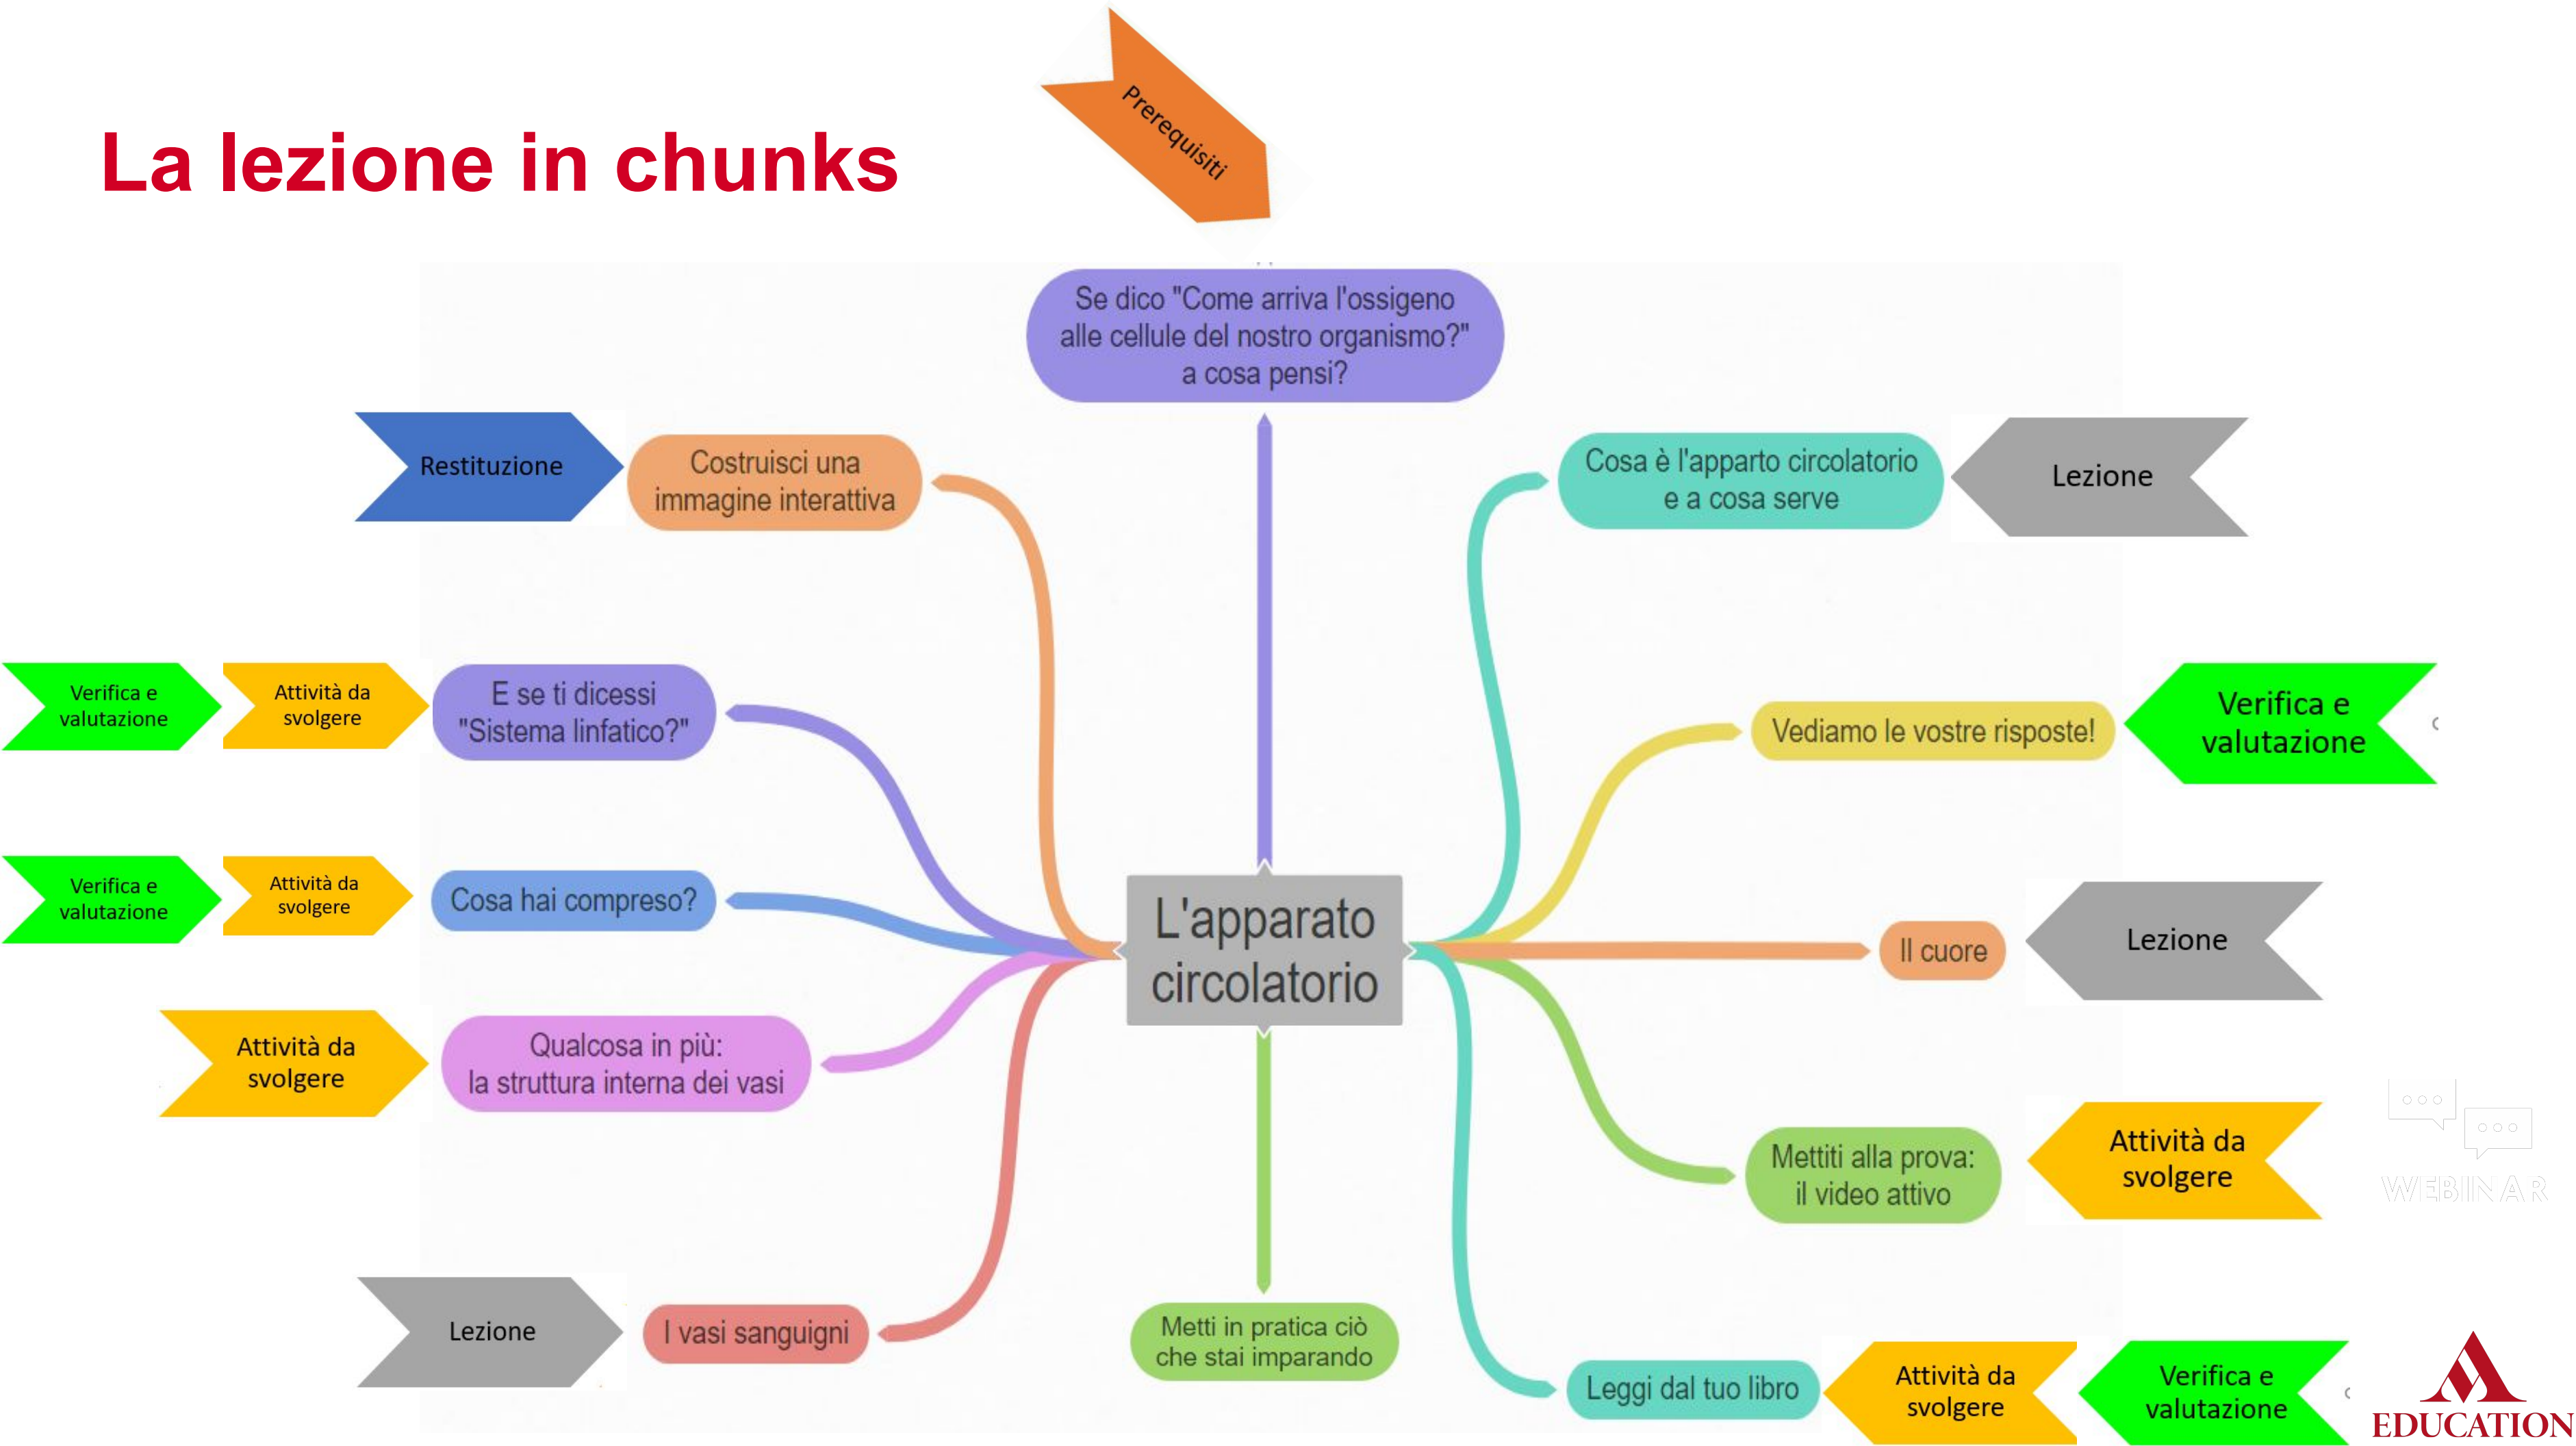 Prerequisiti
La lezione in chunks
Se dico "Come arriva l'ossigeno
alle cellule del nostro organismo?"
a cosa pensi?
Restituzione
Costruisci una
immagine interattiva
Cosa è l'apparto circolatorio
e a cosa serve
Lezione
Verifica e
valutazione
Attività da
svolgere
E se ti dicessi
"Sistema linfatico?"
Vediamo le vostre risposte!
Verifica e
valutazione
Verifica e
valutazione
Attività da
svolgere
Cosa hai compreso?
L'apparato
circolatorio
Il cuore
Lezione
Attività da
svolgere
Qualcosa in più:
la struttura interna dei vasi
Mettiti alla prova:
il video attivo
Attività da
svolgere
WEBINAR
Lezione
I vasi sanguigni
Metti in pratica ciò
che stai imparando
Leggi dal tuo libro
Attività da
svolgere
Verifica e
valutazione
EDUCATION